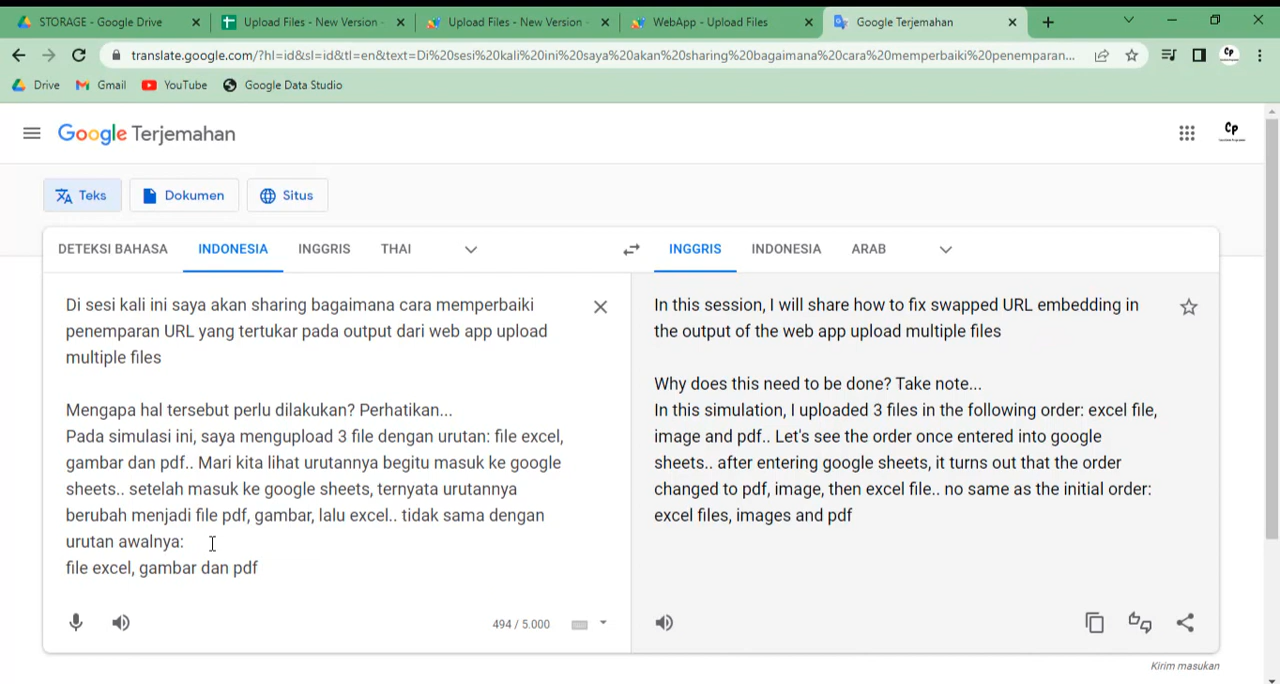 STORAGE - Google Drive
Upload Files - New Version -
Upload Files - New Version -
WebApp - Upload Files
Google Terjemahan
translate.google.com/?hl=id&sl=id&tl=en&text=Di%20sesi%20kali%20ini%20saya%20akan%20sharing%20bagaimana%20cara%20memperbaiki%20penemparan...
Cp
Drive
Gmail
YouTube
Google Data Studio
Google Terjemahan
Cp
Teks
Dokumen
Situs
DETEKSI BAHASA
INDONESIA
INGGRIS
THAI
INGGRIS
INDONESIA
ARAB
Di sesi kali ini saya akan sharing bagaimana cara memperbaiki
penemparan URL yang tertukar pada output dari web app upload
multiple files
Mengapa hal tersebut perlu dilakukan? Perhatikan...
Pada simulasi ini, saya mengupload 3 file dengan urutan: file excel,
gambar dan pdf.. Mari kita lihat urutannya begitu masuk ke google
sheets.. setelah masuk ke google sheets, ternyata urutannya
berubah menjadi file pdf, gambar, lalu excel.. tidak sama dengan
urutan awalnya:
file excel, gambar dan pdf
494 / 5.000
In this session, I will share how to fix swapped URL embedding in
the output of the web app upload multiple files
Why does this need to be done? Take note...
In this simulation, I uploaded 3 files in the following order: excel file,
image and pdf.. Let's see the order once entered into google
sheets.. after entering google sheets, it turns out that the order
changed to pdf, image, then excel file.. no same as the initial order:
excel files, images and pdf
Kirim masukan